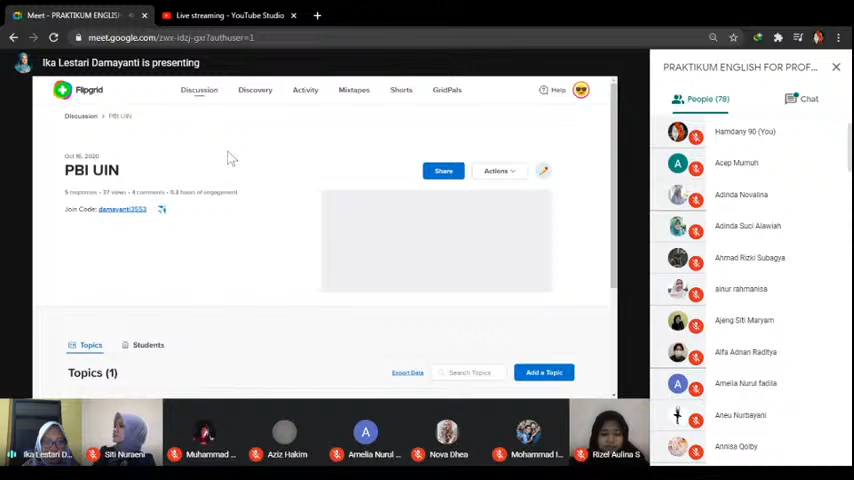 Meet - PRAKTIKUM ENGLISH
Live streaming - YouTube Studio
meet.google.com/zwx-idzj-gxr?authuser=1
Ika Lestari Damayanti is presenting
Flipgrid
Discussion
Discovery
Activity
Mixtapes
Shorts
GridPals
Help
Discussion > PBI UIN
Oct 16, 2020
PBI UIN
5 responses · 37 views · 4 comments · 0.3 hours of engagement
Join Code: damayanti3553
Share
Actions
Topics
Students
Topics (1)
Export Data
Search Topics
Add a Topic
Ika Lestari D...
Siti Nuraeni
Muhammad ...
Aziz Hakim
Amelia Nurul ...
Nova Dhea
Mohammad I...
Rizel Aulina S
PRAKTIKUM ENGLISH FOR PROF...
People (78)
Chat
Hamdany 90 (You)
Acep Mumuh
Adinda Novalina
Adinda Suci Alawiah
Ahmad Rizki Subagya
ainur rahmanisa
Ajeng Siti Maryam
Alfa Adnan Raditya
Amelia Nurul fadila
Aneu Nurbayani
Annisa Qolby